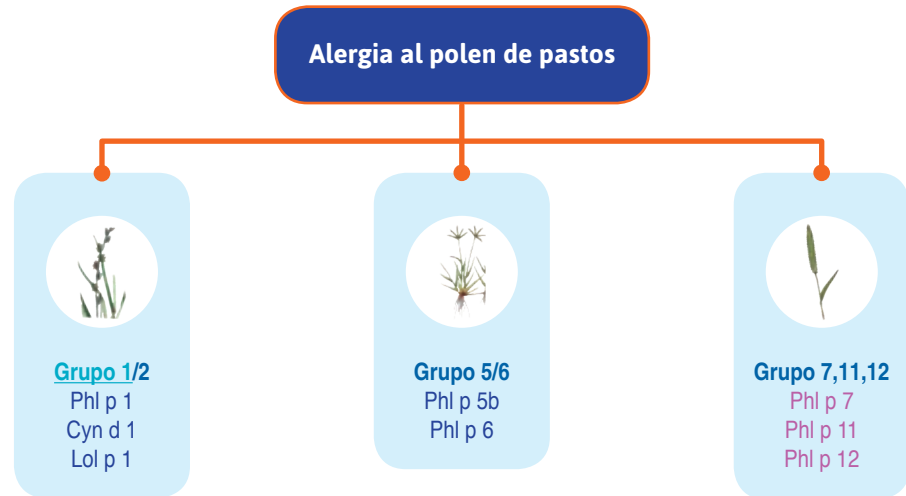 Alergia al polen de pastos
Grupo 1/2
Phl p 1
Cyn d 1
Lol p 1
Grupo 5/6
Phl p 5b
Phl p 6
Grupo 7,11,12
Phl p 7
Phl p 11
Phl p 12